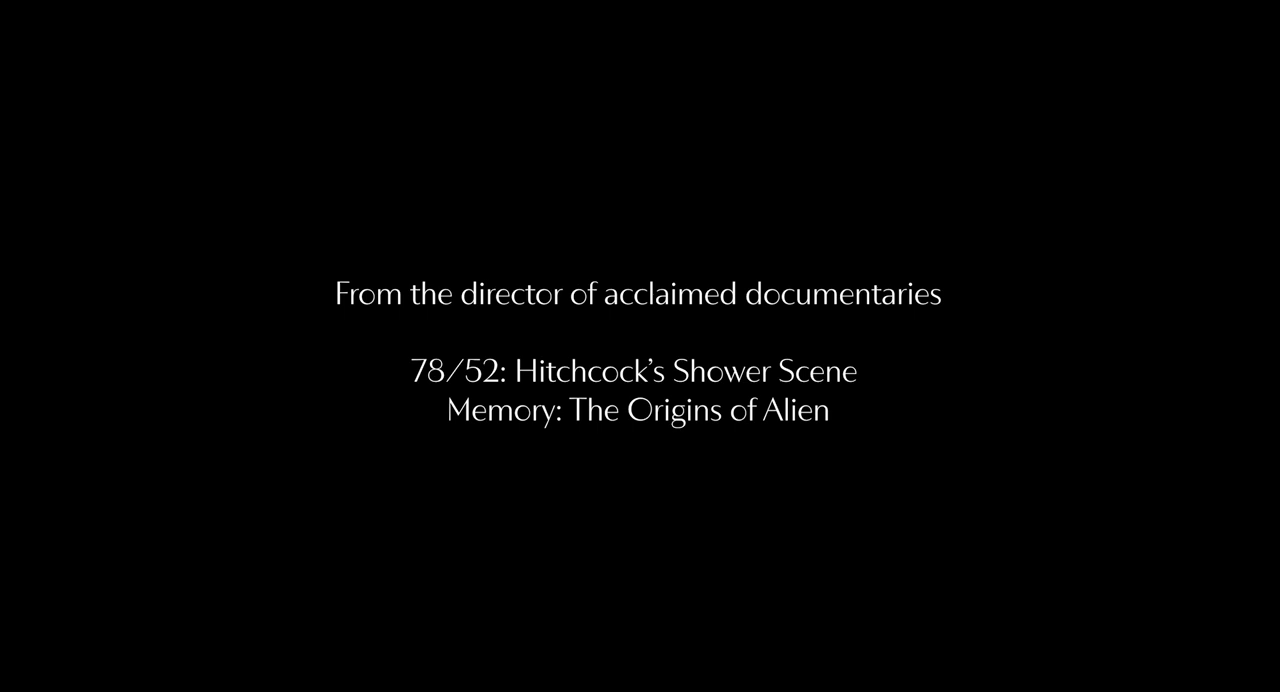 From the director of acclaimed documentaries
78/52: Hitchcock’s Shower Scene
Memory: The Origins of Alien